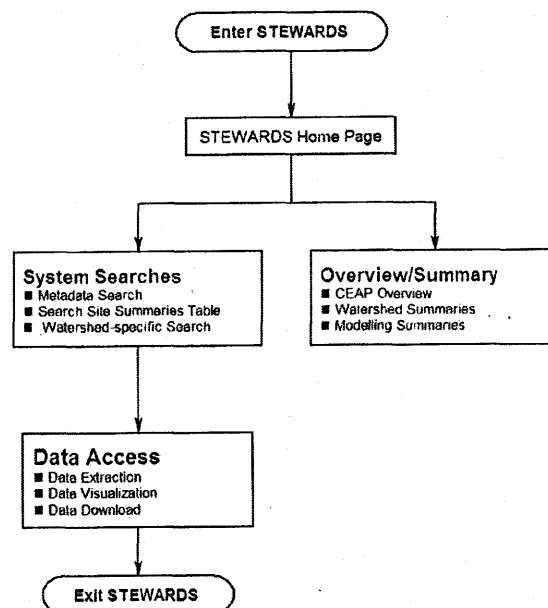 Enter STEWARDS
STEWARDS Home Page
System Searches
■ Metadata Search
■ Search Site Summaries Table
■ Watershed-specific Search
Overview/Summary
■ CEAP Overview
■ Watershed Summaries
■ Modelling Summaries
Data Access
■ Data Extraction
■ Data Visualization
■ Data Download
Exit STEWARDS